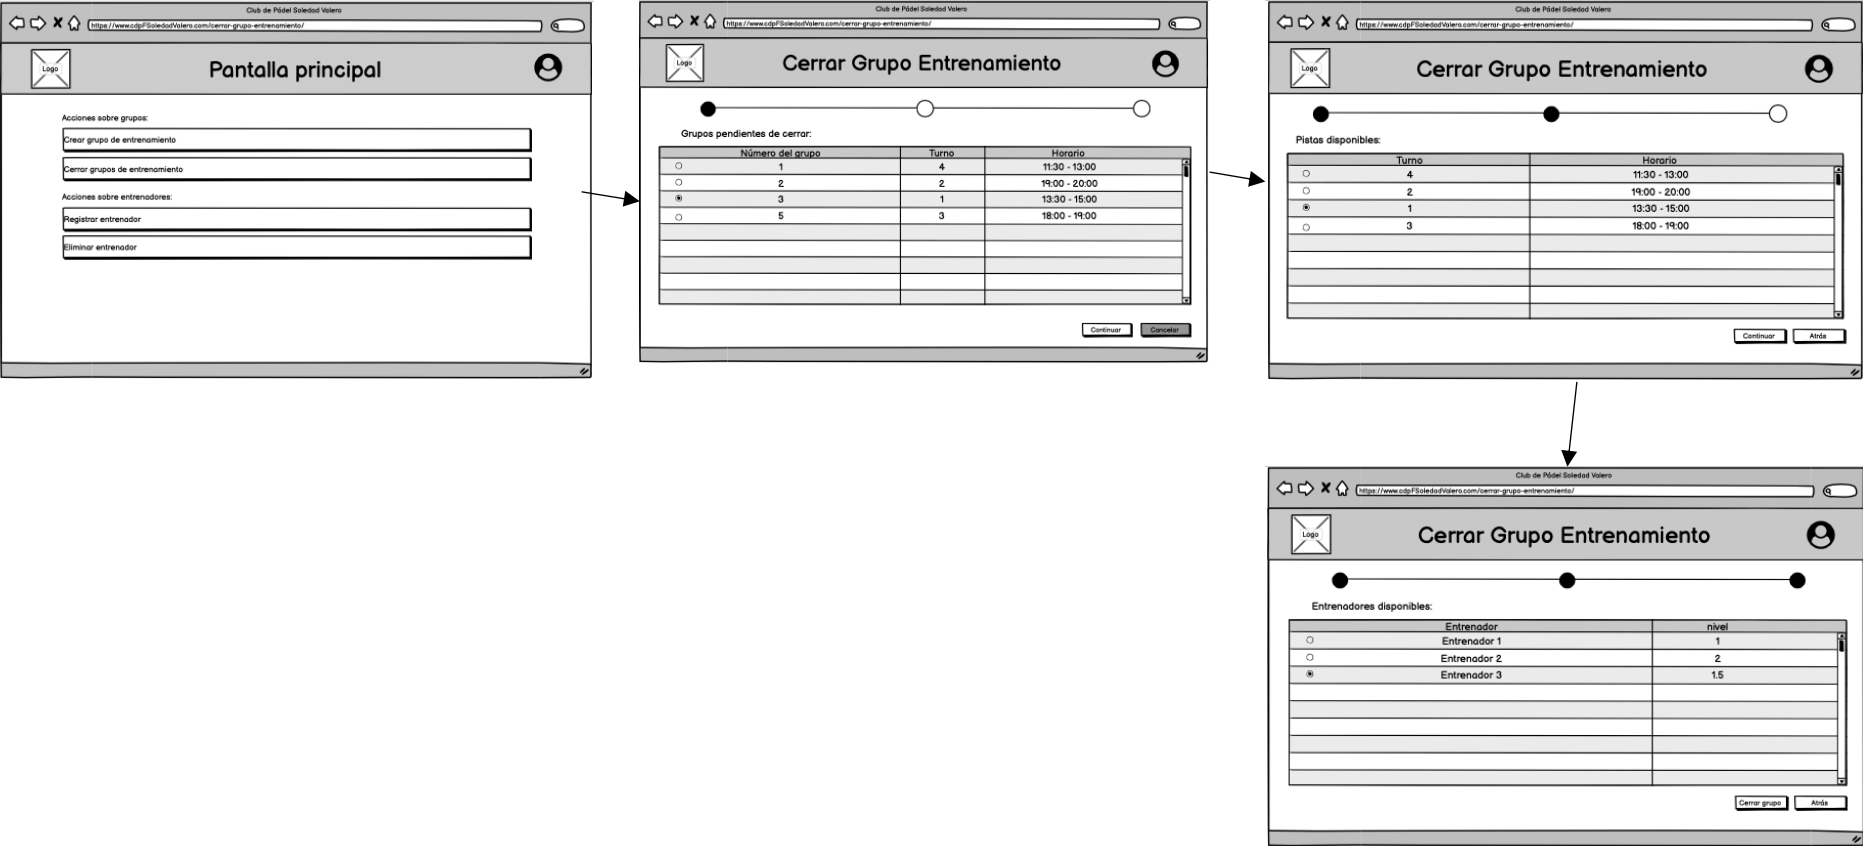 Club de Pádel Soledad Valero
https://www.cdpFSoledadValero.com/cerrar-grupo-entrenamiento/
Logo
Pantalla principal
Acciones sobre grupos:
Crear grupo de entrenamiento
Cerrar grupos de entrenamiento
Acciones sobre entrenadores:
Registrar entrenador
Eliminar entrenador
Club de Pádel Soledad Valero
https://www.cdpFSoledadValero.com/cerrar-grupo-entrenamiento/
Logo
Cerrar Grupo Entrenamiento
Grupos pendientes de cerrar:
Número del grupo Turno Horario
1 4 11:30 - 13:00
2 2 19:00 - 20:00
3 1 13:30 - 15:00
5 3 18:00 - 19:00
Continuar Cancelar
Club de Pádel Soledad Valero
https://www.cdpFSoledadValero.com/cerrar-grupo-entrenamiento/
Logo
Cerrar Grupo Entrenamiento
Pistas disponibles:
Turno Horario
4 11:30 - 13:00
2 19:00 - 20:00
1 13:30 - 15:00
3 18:00 - 19:00
Continuar Atrás
Club de Pádel Soledad Valero
https://www.cdpFSoledadValero.com/cerrar-grupo-entrenamiento/
Logo
Cerrar Grupo Entrenamiento
Entrenadores disponibles:
Entrenador nivel
Entrenador 1 1
Entrenador 2 2
Entrenador 3 1.5
Cerrar grupo Atrás